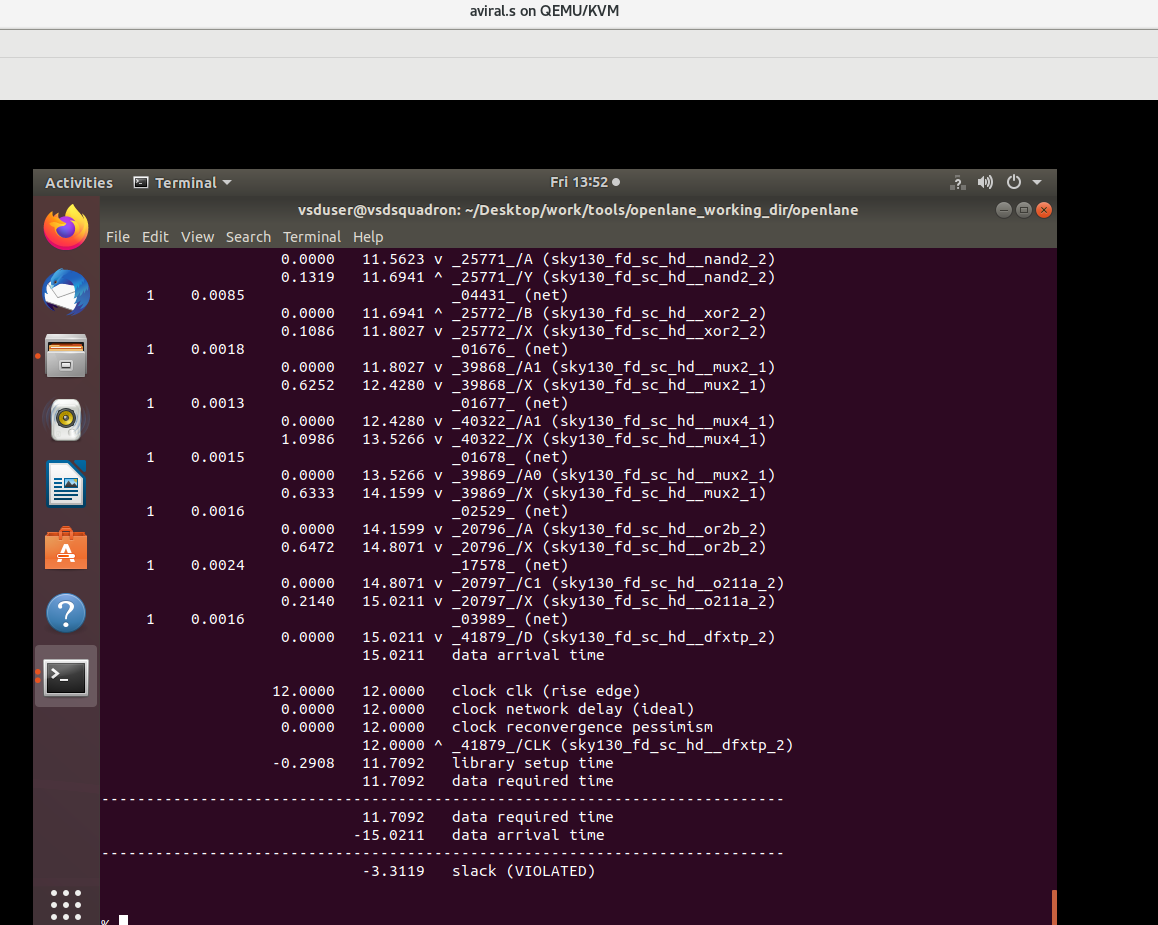 aviral.s on QEMU/KVM
Activities Terminal Fri 13:52
vsduser@vsdsquadron: ~/Desktop/work/tools/openlane_working_dir/openlane
File Edit View Search Terminal Help
0.0000 11.5623 v _25771_/A (sky130_fd_sc_hd__nand2_2)
0.1319 11.6941 ^ _25771_/Y (sky130_fd_sc_hd__nand2_2)
1 0.0085 _04431_ (net)
0.0000 11.6941 ^ _25772_/B (sky130_fd_sc_hd__xor2_2)
0.1086 11.8027 v _25772_/X (sky130_fd_sc_hd__xor2_2)
1 0.0018 _01676_ (net)
0.0000 11.8027 v _39868_/A1 (sky130_fd_sc_hd__mux2_1)
0.6252 12.4280 v _39868_/X (sky130_fd_sc_hd__mux2_1)
1 0.0013 _01677_ (net)
0.0000 12.4280 v _40322_/A1 (sky130_fd_sc_hd__mux4_1)
1.0986 13.5266 v _40322_/X (sky130_fd_sc_hd__mux4_1)
1 0.0015 _01678_ (net)
0.0000 13.5266 v _39869_/A0 (sky130_fd_sc_hd__mux2_1)
0.6333 14.1599 v _39869_/X (sky130_fd_sc_hd__mux2_1)
1 0.0016 _02529_ (net)
0.0000 14.1599 v _20796_/A (sky130_fd_sc_hd__or2b_2)
0.6472 14.8071 v _20796_/X (sky130_fd_sc_hd__or2b_2)
1 0.0024 _17578_ (net)
0.0000 14.8071 v _20797_/C1 (sky130_fd_sc_hd__o211a_2)
0.2140 15.0211 v _20797_/X (sky130_fd_sc_hd__o211a_2)
1 0.0016 _03989_ (net)
0.0000 15.0211 v _41879_/D (sky130_fd_sc_hd__dfxtp_2)
15.0211 data arrival time
12.0000 12.0000 clock clk (rise edge)
0.0000 12.0000 clock network delay (ideal)
0.0000 12.0000 clock reconvergence pessimism
12.0000 ^ _41879_/CLK (sky130_fd_sc_hd__dfxtp_2)
-0.2908 11.7092 library setup time
11.7092 data required time
---------------------------------------------------------------------------
11.7092 data required time
-15.0211 data arrival time
---------------------------------------------------------------------------
-3.3119 slack (VIOLATED)
%